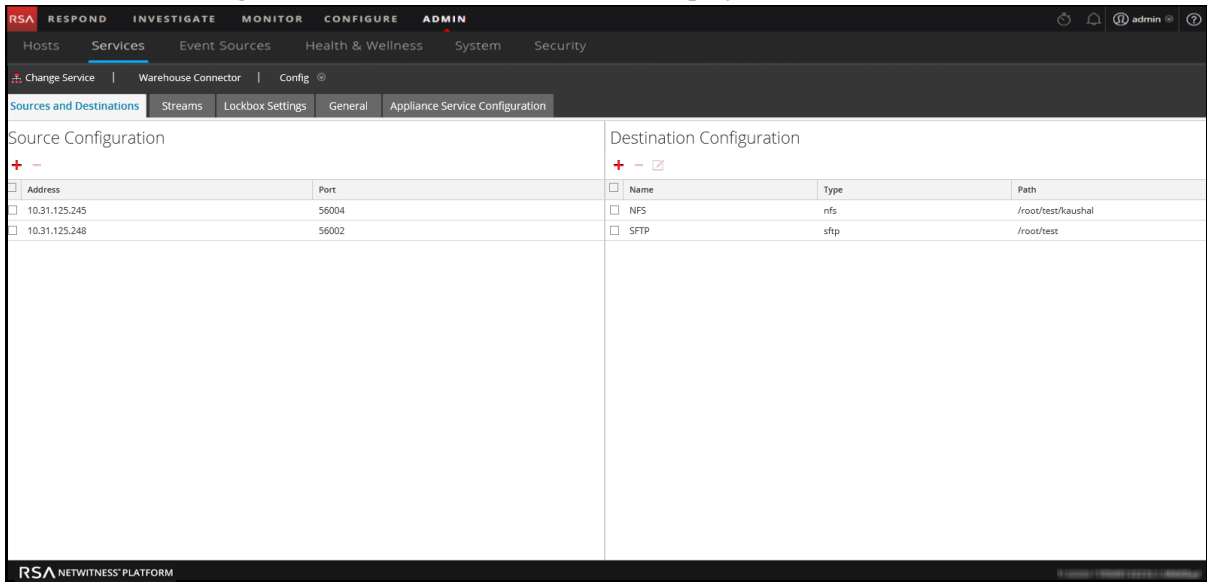 RSA RESPOND INVESTIGATE MONITOR CONFIGURE ADMIN admin
Hosts Services Event Sources Health & Wellness System Security
Change Service | Warehouse Connector | Config
Sources and Destinations Streams Lockbox Settings General Appliance Service Configuration
Source Configuration
Address Port
10.31.125.245 56004
10.31.125.248 56002
Destination Configuration
Name Type Path
NFS nfs /root/test/kaushal
SFTP sftp /root/test
RSA NETWITNESS® PLATFORM